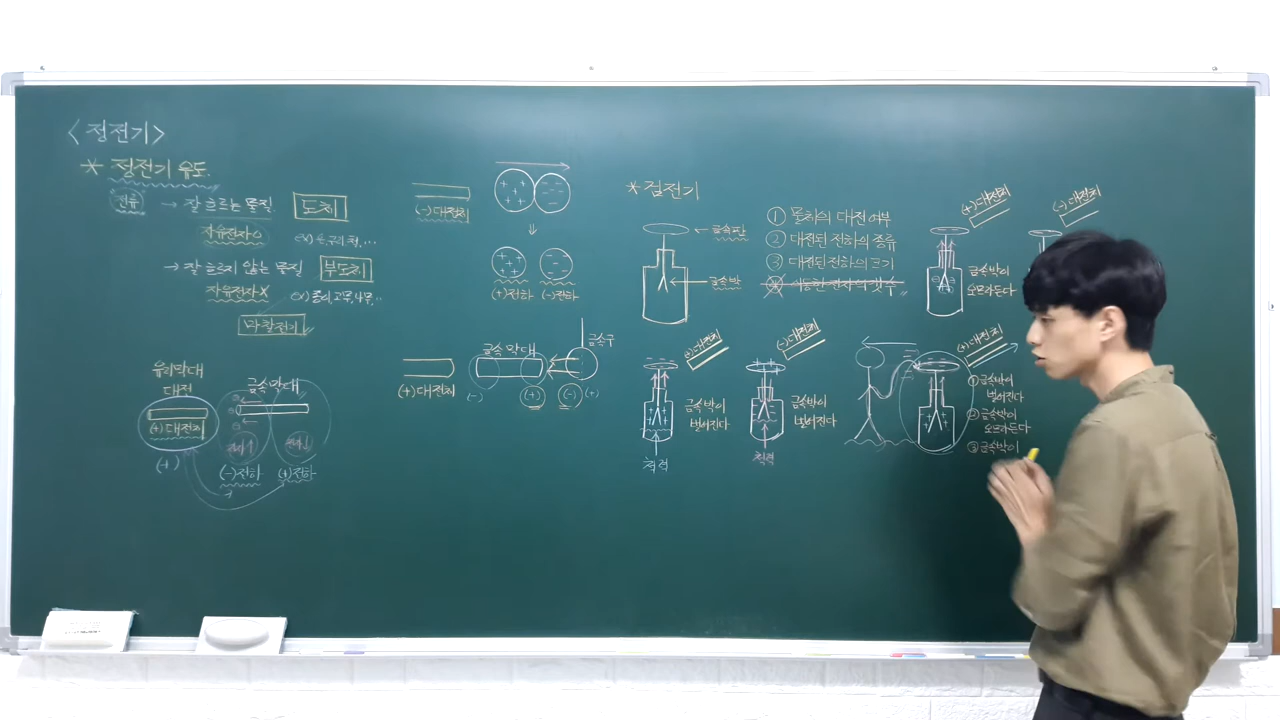 <정전기>
* 정전기 유도.
전류
→ 잘 흐르는 물질 도체
자유전자 O
→ 잘 흐르지 않는 물질 부도체
자유전자 X
마찰전기
유리막대
대전
(+)대전체
(+)
금속막대
(-)전하 (+)전하
(-)대전체
(+)전하 (-)전하
(+)대전체
금속막대
금속구
(-) (+) (-) (+)
* 검전기
금속판
금속박
① 물체의 대전 여부
② 대전된 전하의 종류
③ 대전된 전하의 크기
(-)대전체
금속박이
벌어진다
척력
(-)대전체
금속박이
벌어진다
척력
(+)대전체
금속박이
오므라든다
(-)대전체
(+)대전체
① 금속박이
벌어진다
② 금속박이
오므라든다
③ 금속박이